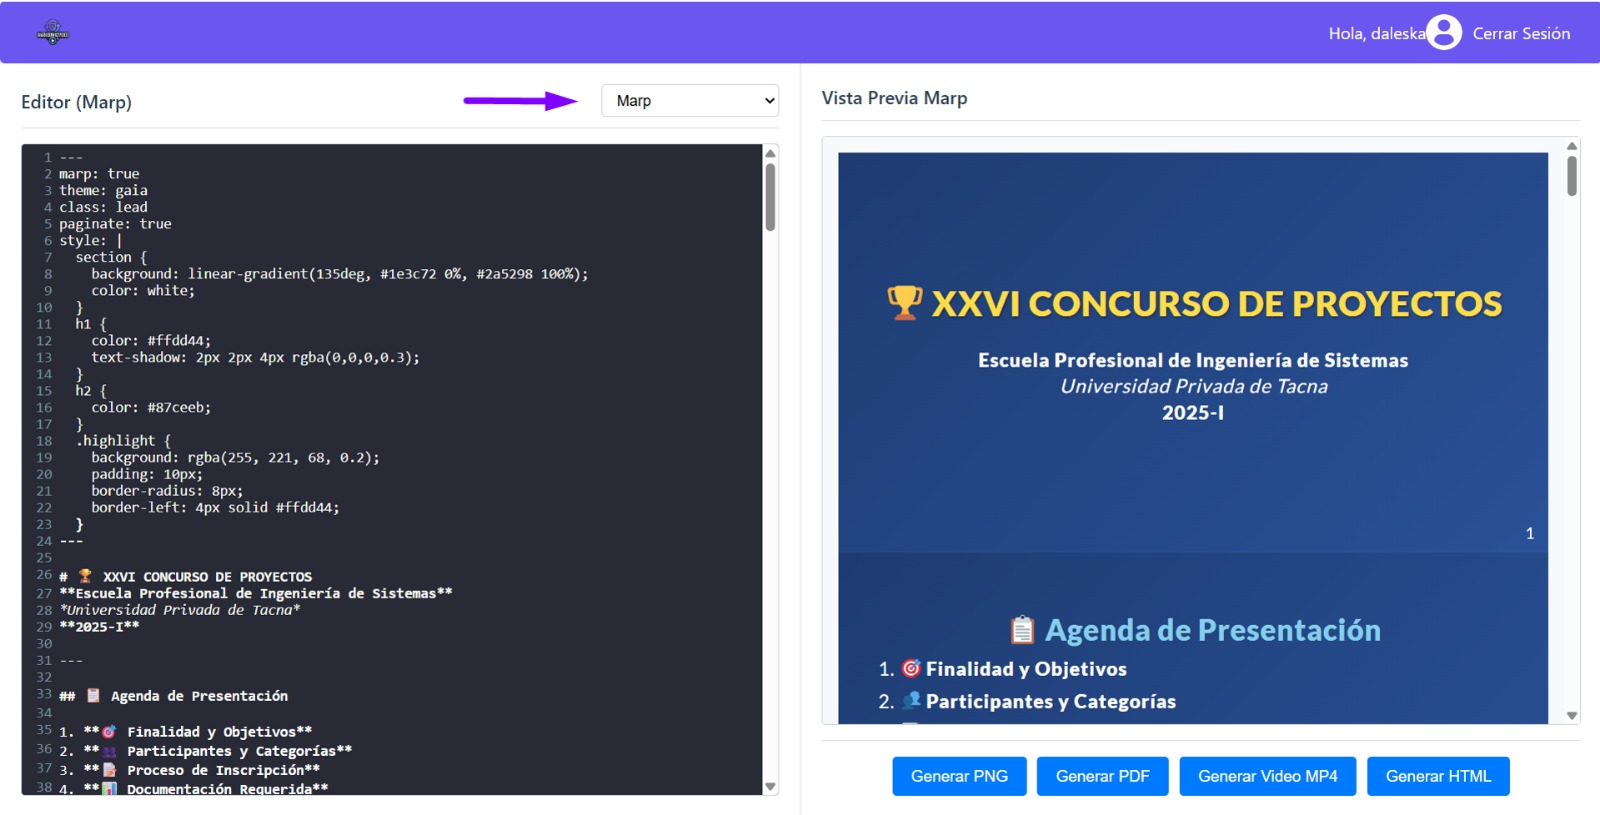 Hola, daleska
Cerrar Sesión
Editor (Marp)
Marp
1 ---
2 marp: true
3 theme: gaia
4 class: lead
5 paginate: true
6 style: |
7 section {
8 background: linear-gradient(135deg, #1e3c72 0%, #2a5298 100%);
9 color: white;
10 }
11 h1 {
12 color: #ffdd44;
13 text-shadow: 2px 2px 4px rgba(0,0,0,0.3);
14 }
15 h2 {
16 color: #87ceeb;
17 }
18 .highlight {
19 background: rgba(255, 221, 68, 0.2);
20 padding: 10px;
21 border-radius: 8px;
22 border-left: 4px solid #ffdd44;
23 }
24 ---
25
26 # 🏆 XXVI CONCURSO DE PROYECTOS
27 **Escuela Profesional de Ingeniería de Sistemas**
28 *Universidad Privada de Tacna*
29 **2025-I**
30
31 ---
32
33 ## 📋 Agenda de Presentación
34
35 1. **🎯 Finalidad y Objetivos**
36 2. **👥 Participantes y Categorías**
37 3. **📝 Proceso de Inscripción**
38 4. **📊 Documentación Requerida**
Vista Previa Marp
🏆 XXVI CONCURSO DE PROYECTOS
Escuela Profesional de Ingeniería de Sistemas
Universidad Privada de Tacna
2025-I
1
📋 Agenda de Presentación
1. 🎯 Finalidad y Objetivos
2. 👥 Participantes y Categorías
Generar PNG
Generar PDF
Generar Video MP4
Generar HTML